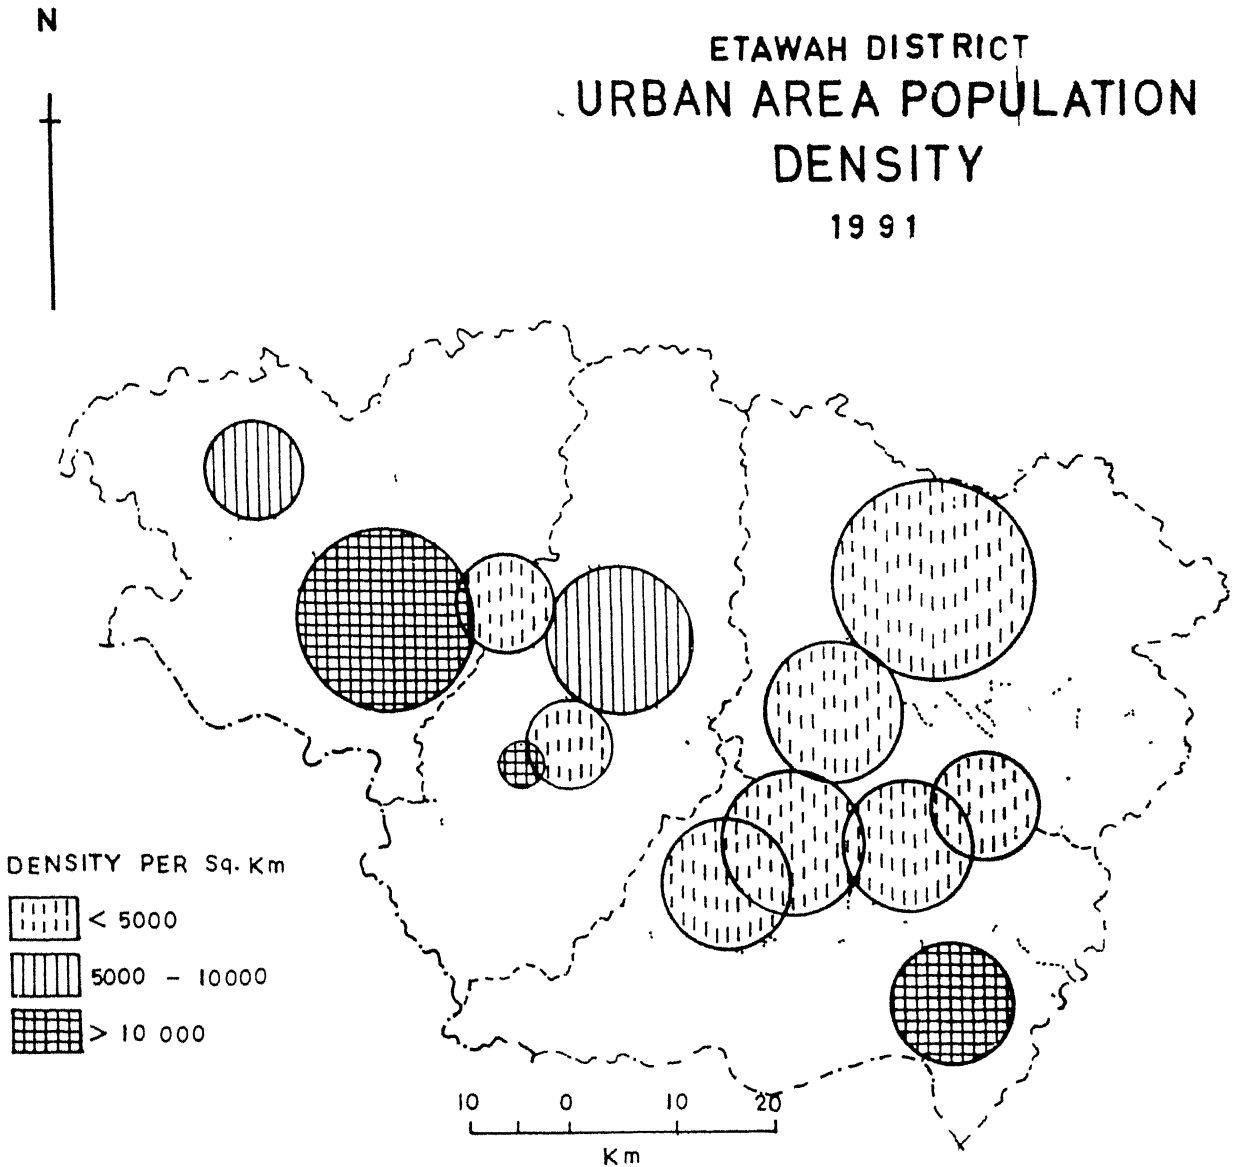 N
ETAWAH DISTRICT
URBAN AREA POPULATION
DENSITY
1991
DENSITY PER Sq. Km
< 5000
5000 - 10000
> 10 000
10 0 10 20
Km